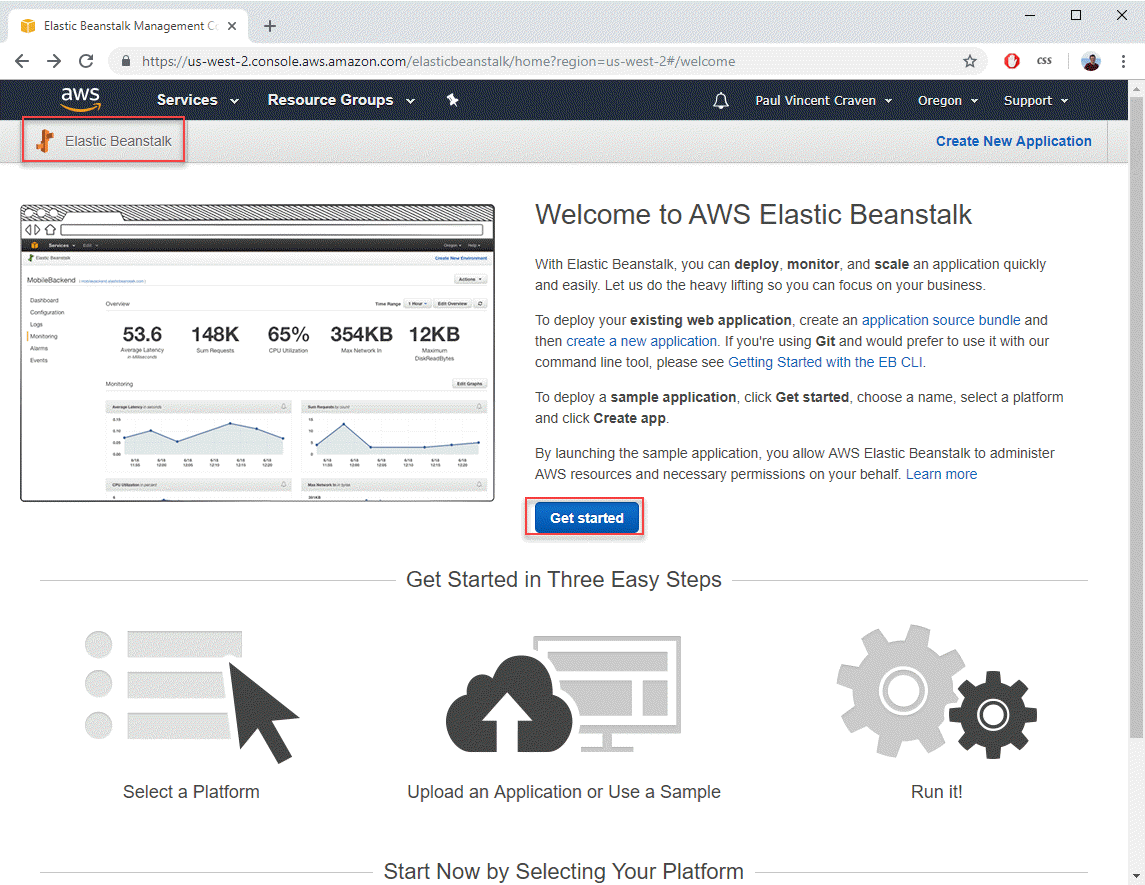 Elastic Beanstalk Management Co
https://us-west-2.console.aws.amazon.com/elasticbeanstalk/home?region=us-west-2#/welcome
css
aws Services Resource Groups Paul Vincent Craven Oregon Support
Elastic Beanstalk Create New Application
Services Edit Oregon Help
Elastic Beanstalk Create New Environment
MobileBackend Actions
Dashboard
Configuration
Logs
Monitoring
Alarms
Events
Overview Time Range 1 Hour Edit Overview
53.6 148K 65% 354KB 12KB
Average Latency Sum Requests CPU Utilization Max Network In Maximum
in Milliseconds DiskReadBytes
Monitoring Edit Graphs
Average Latency in seconds Sum Requests by count
CPU Utilization in percent Max Network In in bytes
Welcome to AWS Elastic Beanstalk
With Elastic Beanstalk, you can deploy, monitor, and scale an application quickly
and easily. Let us do the heavy lifting so you can focus on your business.
To deploy your existing web application, create an application source bundle and
then create a new application. If you're using Git and would prefer to use it with our
command line tool, please see Getting Started with the EB CLI.
To deploy a sample application, click Get started, choose a name, select a platform
and click Create app.
By launching the sample application, you allow AWS Elastic Beanstalk to administer
AWS resources and necessary permissions on your behalf. Learn more
Get started
Get Started in Three Easy Steps
Select a Platform
Upload an Application or Use a Sample
Run it!
Start Now by Selecting Your Platform